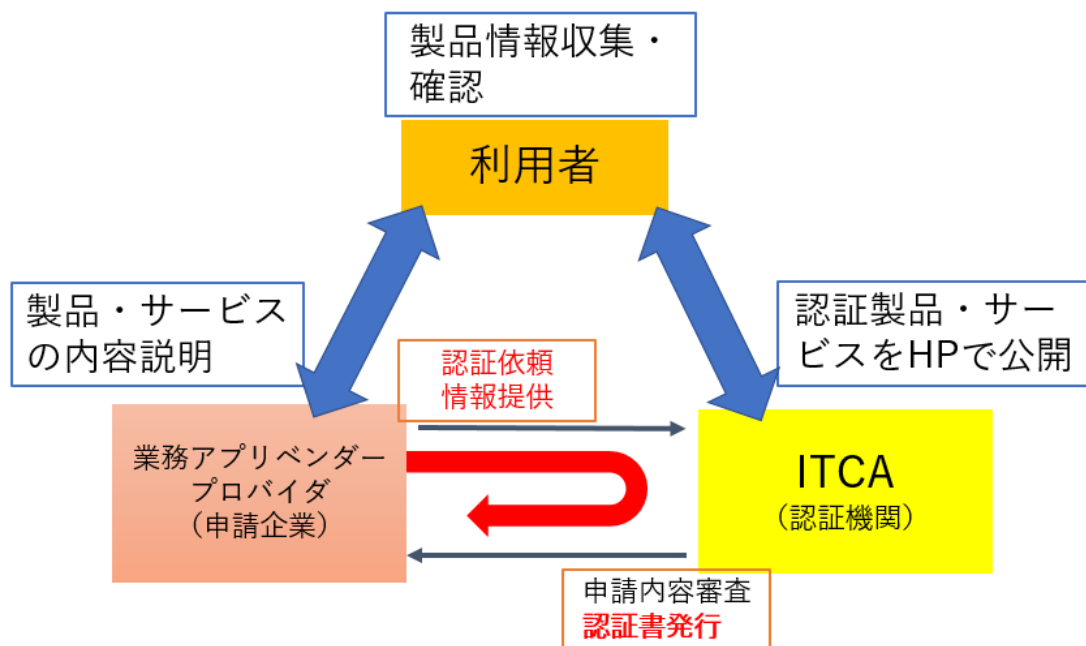 製品情報収集・
確認
利用者
製品・サービス
の内容説明
認証製品・サー
ビスをHPで公開
認証依頼
情報提供
業務アプリベンダー
プロバイダ
（申請企業）
ITCA
（認証機関）
申請内容審査
認証書発行